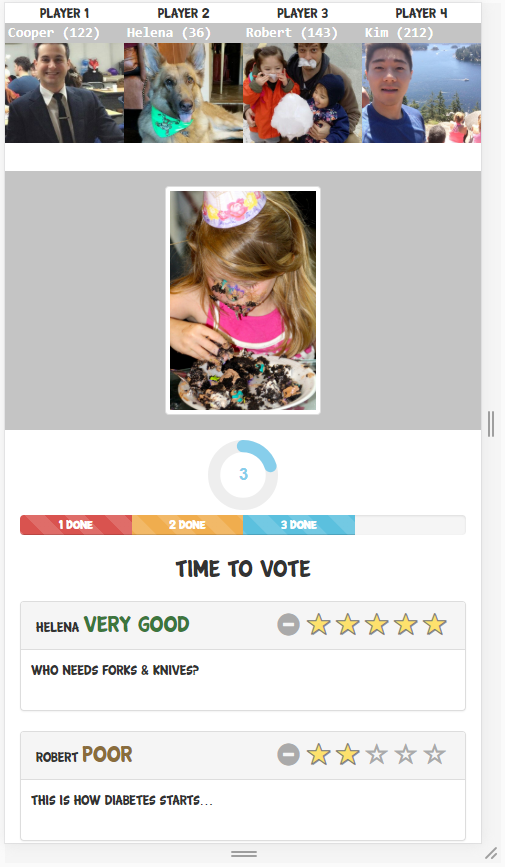 PLAYER 1 PLAYER 2 PLAYER 3 PLAYER 4
Cooper (122) Helena (36) Robert (143) Kim (212)
3
1 DONE 2 DONE 3 DONE
TIME TO VOTE
HELENA VERY GOOD
WHO NEEDS FORKS & KNIVES?
ROBERT POOR
THIS IS HOW DIABETES STARTS...